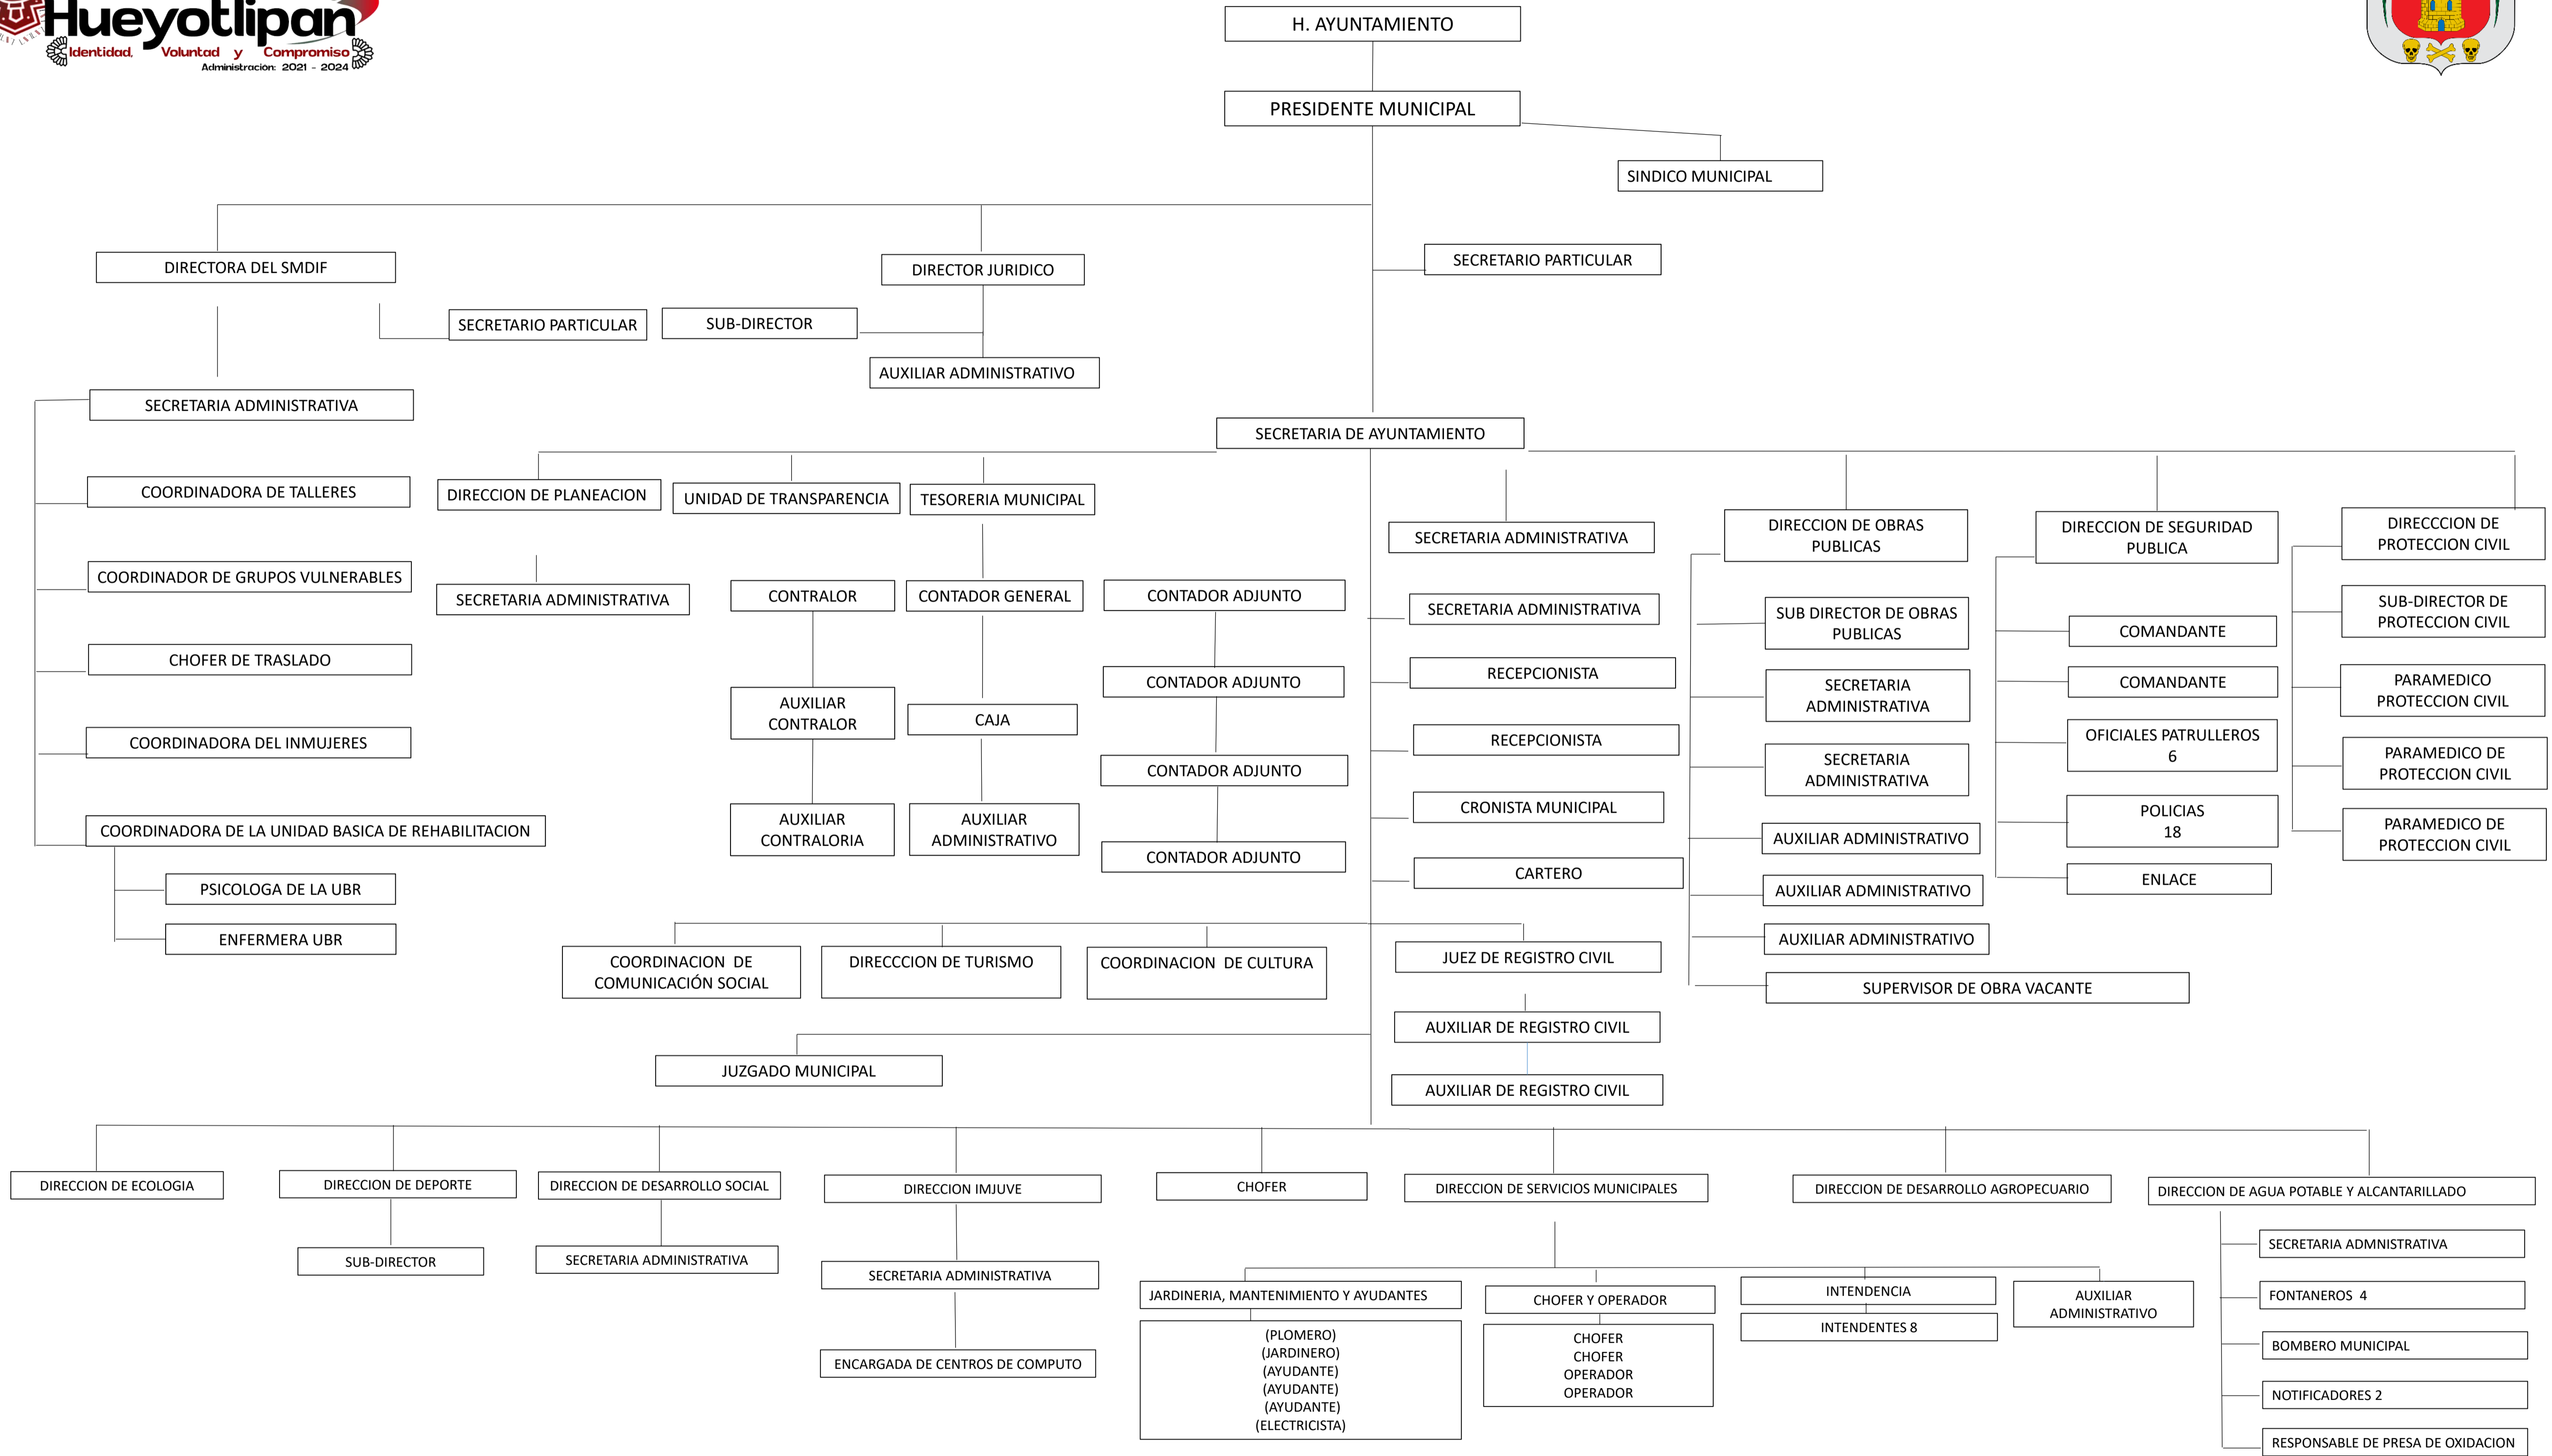 Hueyotlipan
Identidad, Voluntad y Compromiso
Administración: 2021 - 2024
H. AYUNTAMIENTO
PRESIDENTE MUNICIPAL
SINDICO MUNICIPAL
DIRECTORA DEL SMDIF
DIRECTOR JURIDICO
SECRETARIO PARTICULAR
SECRETARIO PARTICULAR
SUB-DIRECTOR
AUXILIAR ADMINISTRATIVO
SECRETARIA ADMINISTRATIVA
COORDINADORA DE TALLERES
COORDINADOR DE GRUPOS VULNERABLES
CHOFER DE TRASLADO
COORDINADORA DEL INMUJERES
COORDINADORA DE LA UNIDAD BASICA DE REHABILITACION
PSICOLOGA DE LA UBR
ENFERMERA UBR
SECRETARIA DE AYUNTAMIENTO
DIRECCION DE PLANEACION
SECRETARIA ADMINISTRATIVA
UNIDAD DE TRANSPARENCIA
TESORERIA MUNICIPAL
CONTRALOR
AUXILIAR
CONTRALOR
AUXILIAR
CONTRALORIA
CONTADOR GENERAL
CAJA
AUXILIAR
ADMINISTRATIVO
CONTADOR ADJUNTO
CONTADOR ADJUNTO
CONTADOR ADJUNTO
CONTADOR ADJUNTO
SECRETARIA ADMINISTRATIVA
SECRETARIA ADMINISTRATIVA
RECEPCIONISTA
RECEPCIONISTA
CRONISTA MUNICIPAL
CARTERO
DIRECCION DE OBRAS
PUBLICAS
SUB DIRECTOR DE OBRAS
PUBLICAS
SECRETARIA
ADMINISTRATIVA
SECRETARIA
ADMINISTRATIVA
AUXILIAR ADMINISTRATIVO
AUXILIAR ADMINISTRATIVO
AUXILIAR ADMINISTRATIVO
SUPERVISOR DE OBRA VACANTE
DIRECCION DE SEGURIDAD
PUBLICA
COMANDANTE
COMANDANTE
OFICIALES PATRULLEROS
6
POLICIAS
18
ENLACE
DIRECCCION DE
PROTECCION CIVIL
SUB-DIRECTOR DE
PROTECCION CIVIL
PARAMEDICO
PROTECCION CIVIL
PARAMEDICO DE
PROTECCION CIVIL
PARAMEDICO DE
PROTECCION CIVIL
COORDINACION DE
COMUNICACIÓN SOCIAL
DIRECCCION DE TURISMO
COORDINACION DE CULTURA
JUEZ DE REGISTRO CIVIL
AUXILIAR DE REGISTRO CIVIL
AUXILIAR DE REGISTRO CIVIL
JUZGADO MUNICIPAL
DIRECCION DE ECOLOGIA
DIRECCION DE DEPORTE
SUB-DIRECTOR
DIRECCION DE DESARROLLO SOCIAL
SECRETARIA ADMINISTRATIVA
DIRECCION IMJUVE
SECRETARIA ADMINISTRATIVA
ENCARGADA DE CENTROS DE COMPUTO
CHOFER
DIRECCION DE SERVICIOS MUNICIPALES
JARDINERIA, MANTENIMIENTO Y AYUDANTES
(PLOMERO)
(JARDINERO)
(AYUDANTE)
(AYUDANTE)
(AYUDANTE)
(ELECTRICISTA)
CHOFER Y OPERADOR
CHOFER
CHOFER
OPERADOR
OPERADOR
INTENDENCIA
INTENDENTES 8
AUXILIAR
ADMINISTRATIVO
DIRECCION DE DESARROLLO AGROPECUARIO
DIRECCION DE AGUA POTABLE Y ALCANTARILLADO
SECRETARIA ADMNISTRATIVA
FONTANEROS 4
BOMBERO MUNICIPAL
NOTIFICADORES 2
RESPONSABLE DE PRESA DE OXIDACION